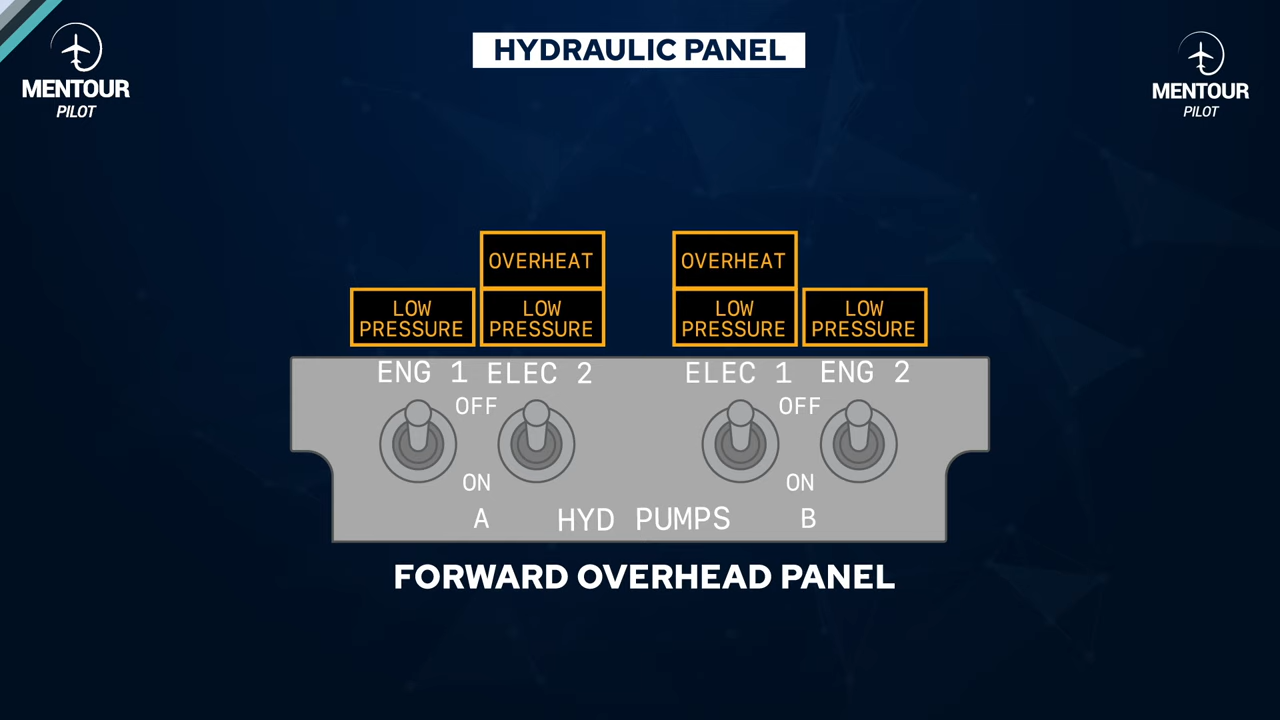 HYDRAULIC PANEL
MENTOUR
PILOT
MENTOUR
PILOT
OVERHEAT
OVERHEAT
LOW
PRESSURE
LOW
PRESSURE
LOW
PRESSURE
LOW
PRESSURE
ENG 1
ELEC 2
ELEC 1
ENG 2
OFF
OFF
ON
ON
A
HYD PUMPS
B
FORWARD OVERHEAD PANEL